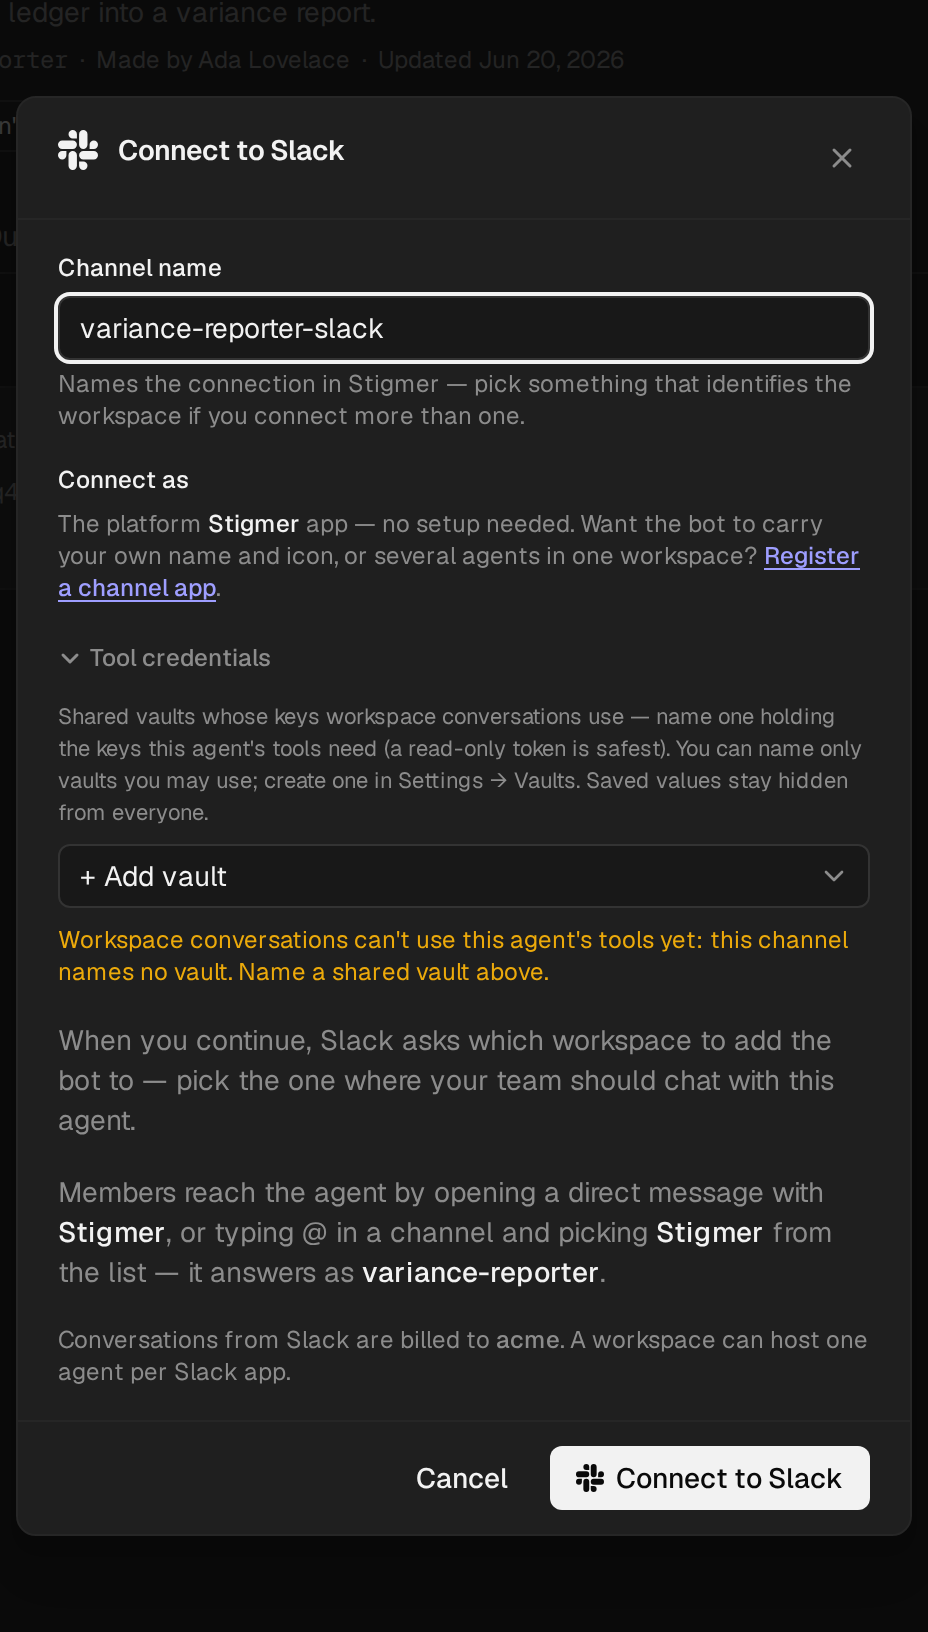 ledger into a variance report.
orter · Made by Ada Lovelace · Updated Jun 20, 2026
Connect to Slack
Channel name
variance-reporter-slack
Names the connection in Stigmer — pick something that identifies the
workspace if you connect more than one.
Connect as
The platform Stigmer app — no setup needed. Want the bot to carry
your own name and icon, or several agents in one workspace? Register
a channel app.
Tool credentials
Shared vaults whose keys workspace conversations use — name one holding
the keys this agent's tools need (a read-only token is safest). You can name only
vaults you may use; create one in Settings → Vaults. Saved values stay hidden
from everyone.
+ Add vault
Workspace conversations can't use this agent's tools yet: this channel
names no vault. Name a shared vault above.
When you continue, Slack asks which workspace to add the
bot to — pick the one where your team should chat with this
agent.
Members reach the agent by opening a direct message with
Stigmer, or typing @ in a channel and picking Stigmer from
the list — it answers as variance-reporter.
Conversations from Slack are billed to acme. A workspace can host one
agent per Slack app.
Cancel
Connect to Slack